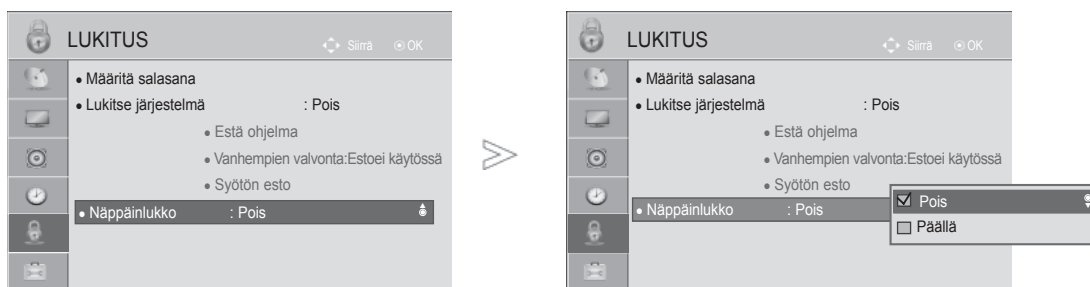 LUKITUS
Siirrä
OK
• Määritä salasana
• Lukitse järjestelmä : Pois
• Estä ohjelma
• Vanhempien valvonta:Estoei käytössä
• Syötön esto
• Näppäinlukko : Pois
LUKITUS
Siirrä
OK
• Määritä salasana
• Lukitse järjestelmä : Pois
• Estä ohjelma
• Vanhempien valvonta:Estoei käytössä
• Syötön esto
• Näppäinlukko : Pois
Pois
Päällä